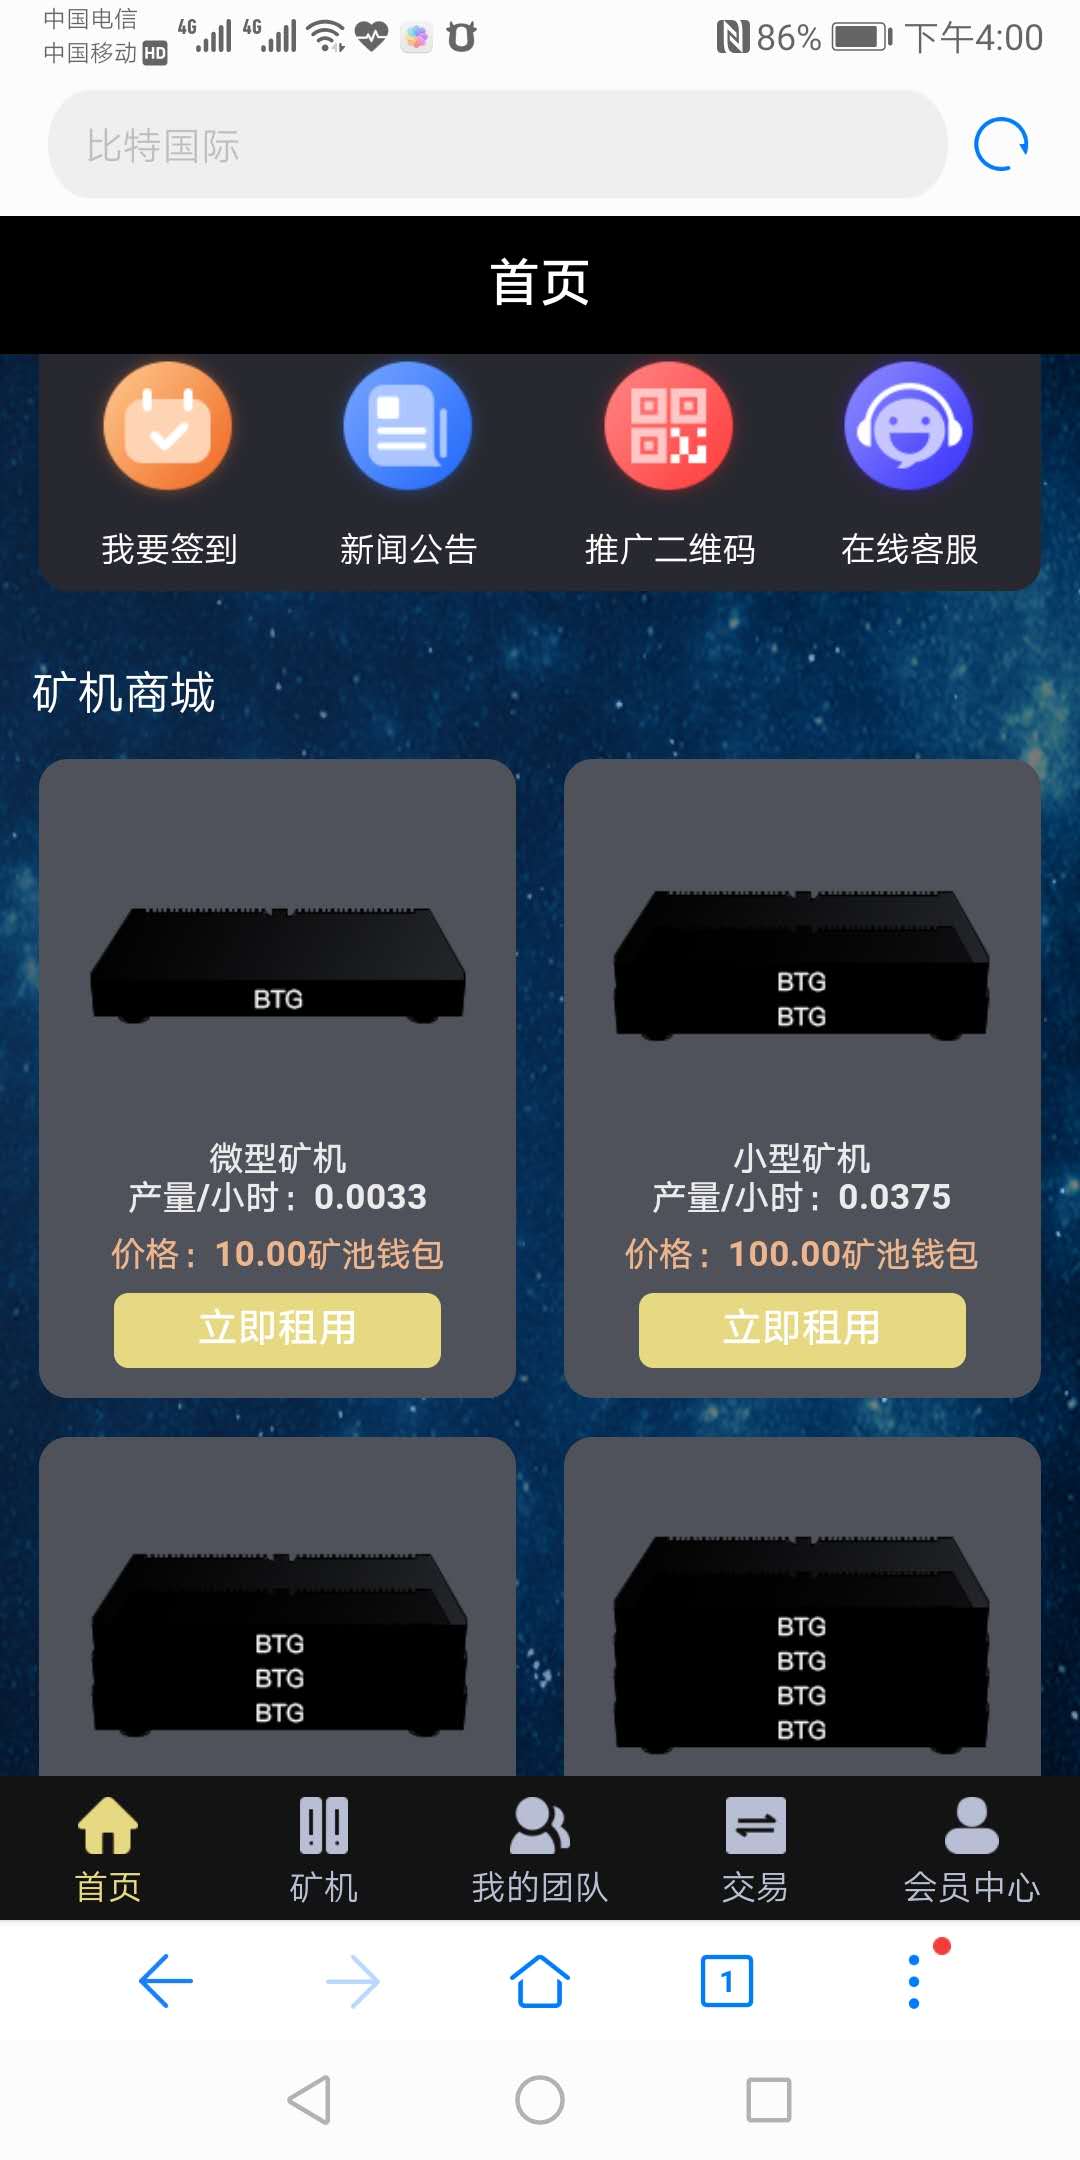 中国电信
中国移动 HD
4G 4G 86% 下午4:00
比特国际
首页
我要签到 新闻公告 推广二维码 在线客服
矿机商城
BTG
微型矿机
产量/小时：0.0033
价格：10.00矿池钱包
立即租用
BTG
BTG
小型矿机
产量/小时：0.0375
价格：100.00矿池钱包
立即租用
BTG
BTG
BTG
BTG
BTG
BTG
BTG
首页 矿机 我的团队 交易 会员中心
1